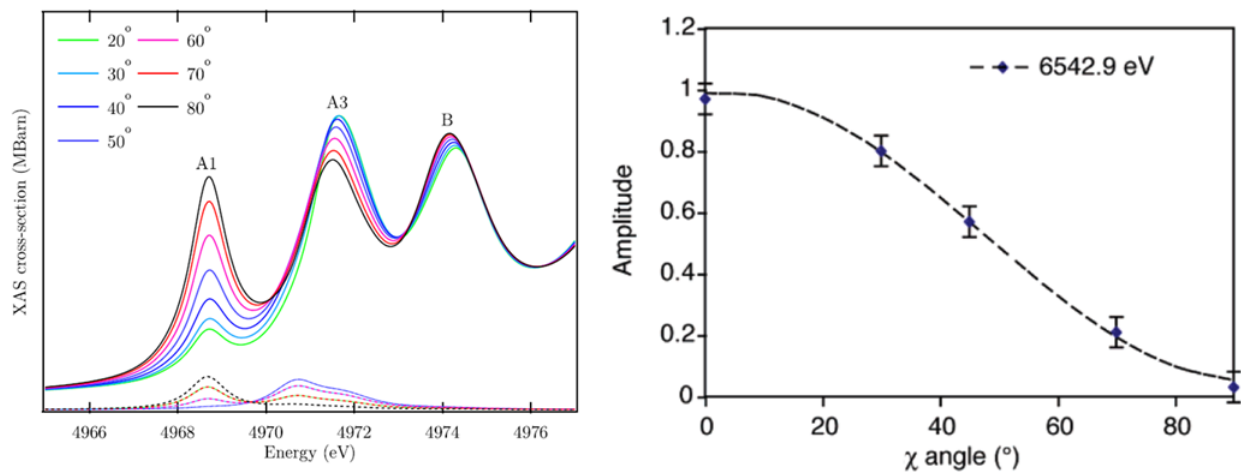 20° 60°
30° 70°
40° 80°
50°
A1
A3
B
XAS cross-section (MBarn)
4966 4968 4970 4972 4974 4976
Energy (eV)
1.2
1
0.8
0.6
0.4
0.2
0
6542.9 eV
Amplitude
0 20 40 60 80
χ angle (°)